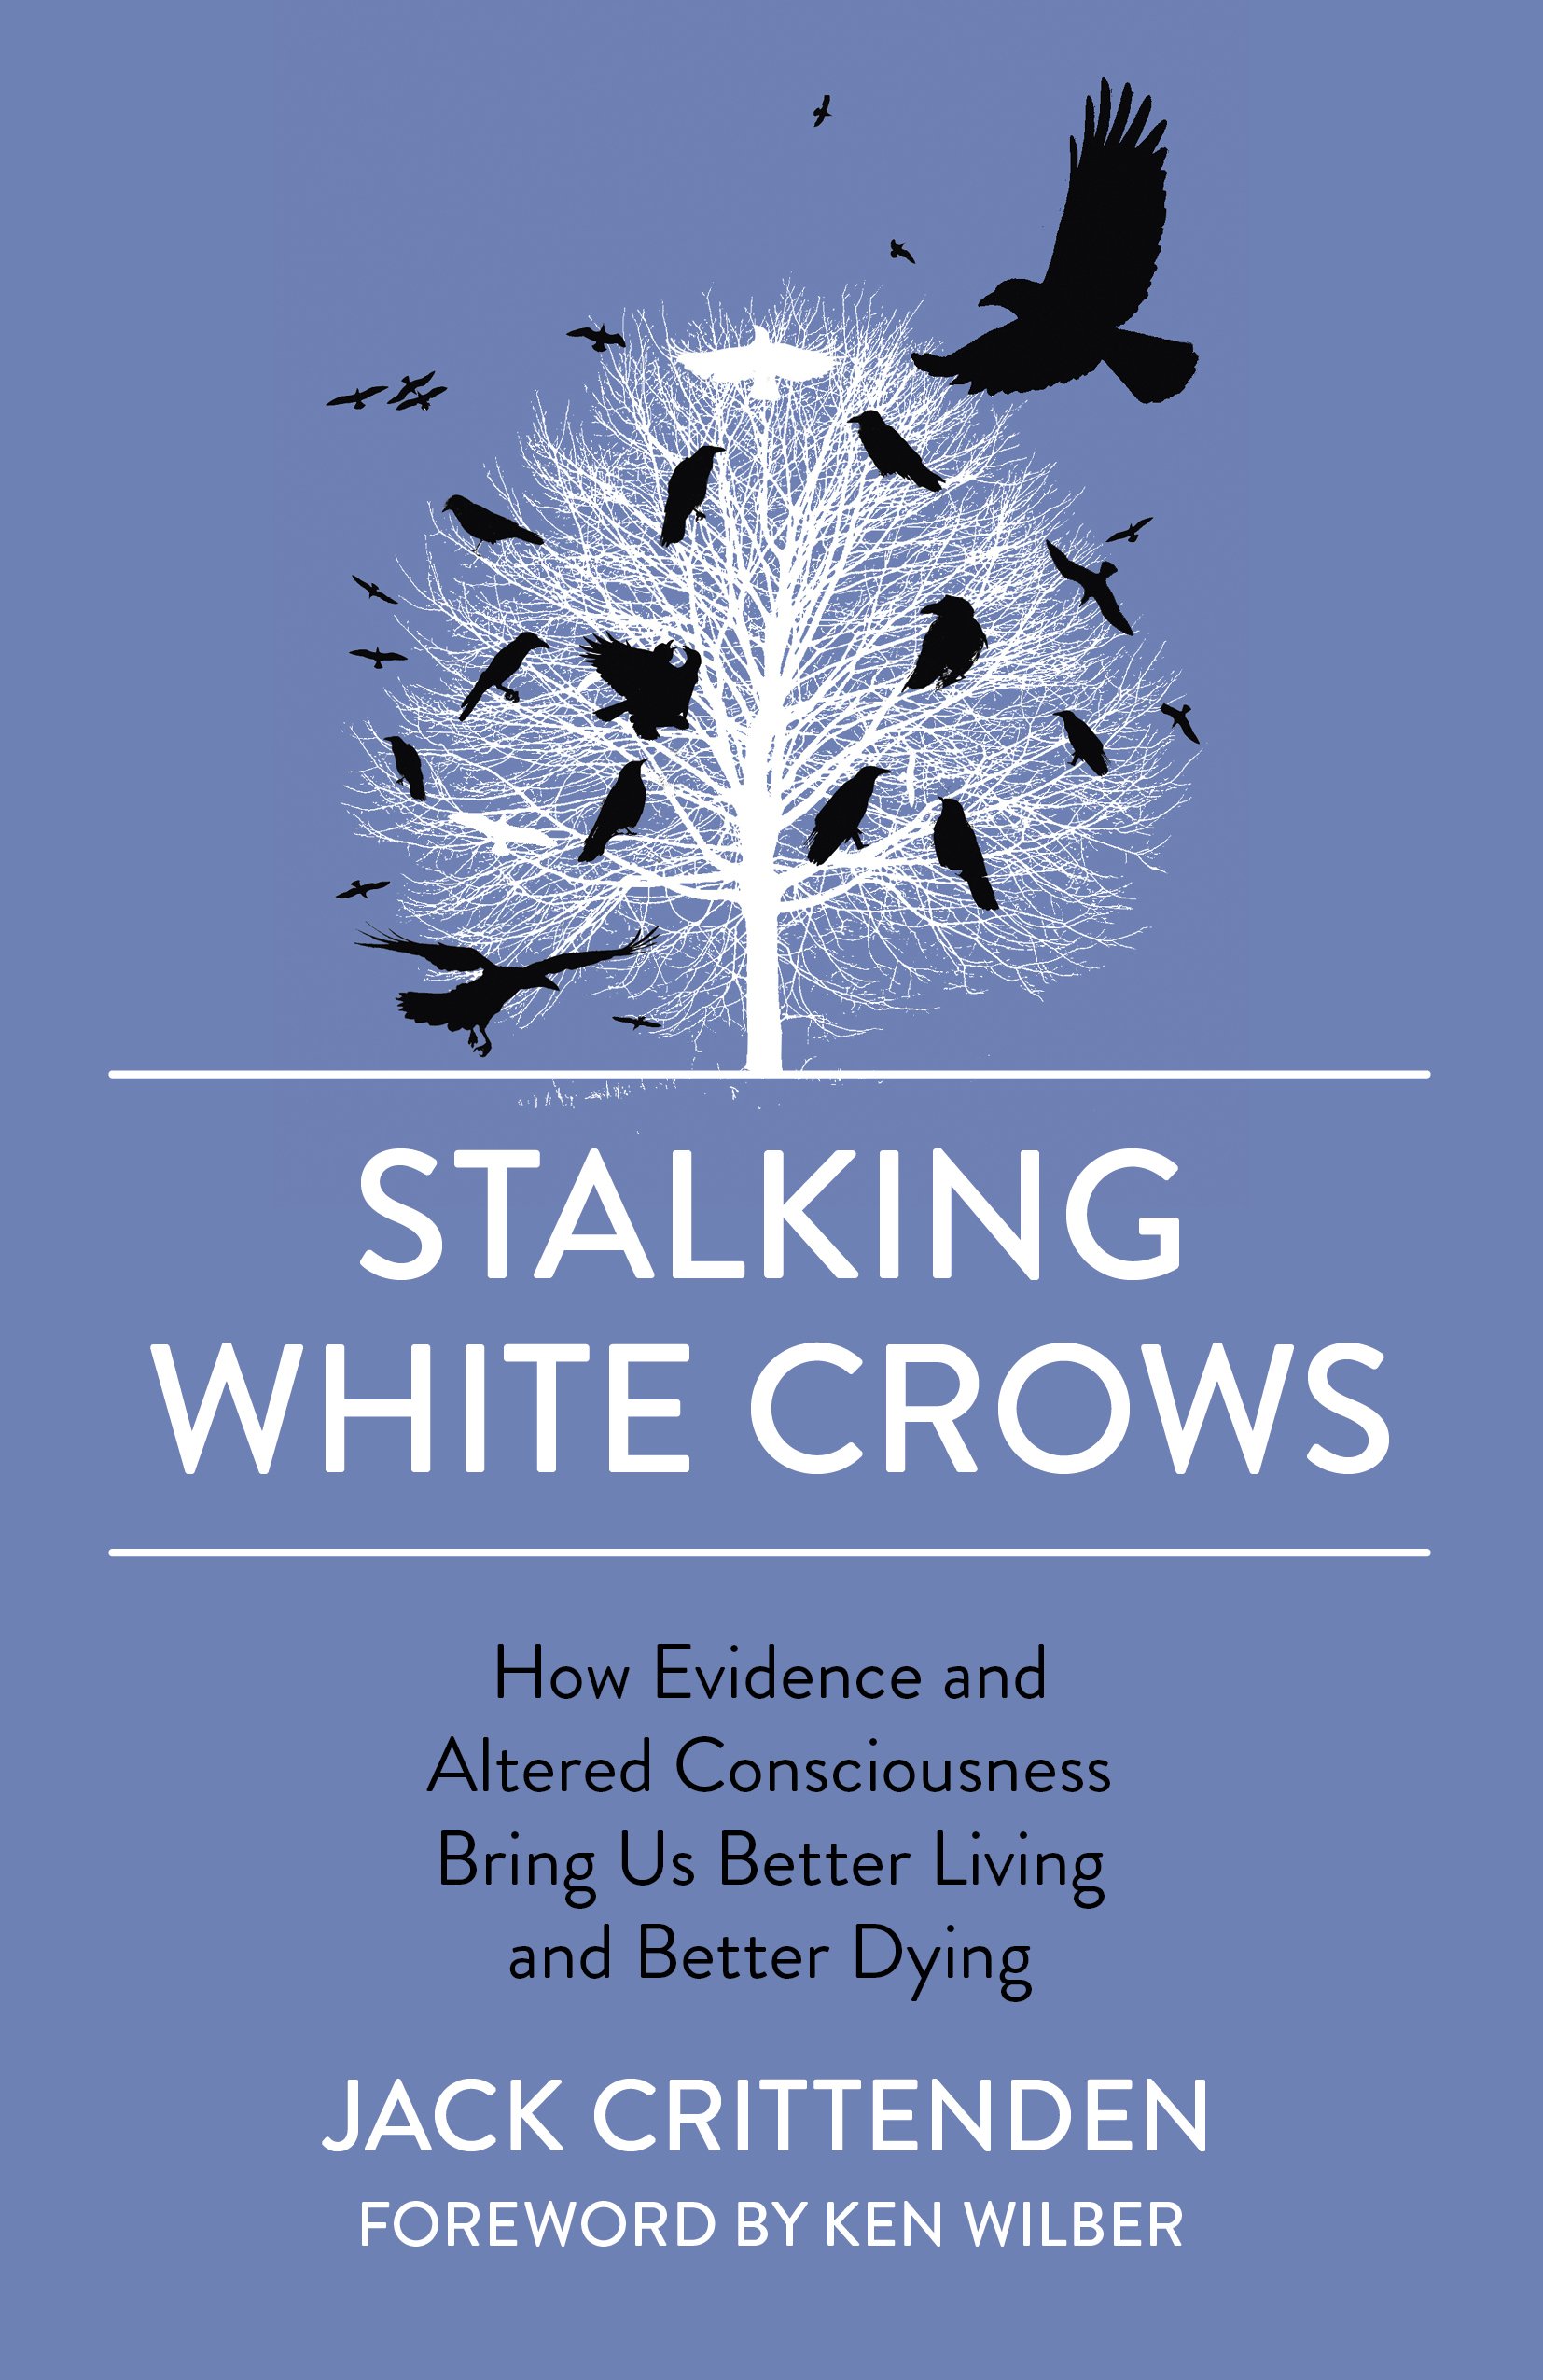 STALKING
WHITE CROWS
How Evidence and
Altered Consciousness
Bring Us Better Living
and Better Dying
JACK CRITTENDEN
FOREWORD BY KEN WILBER